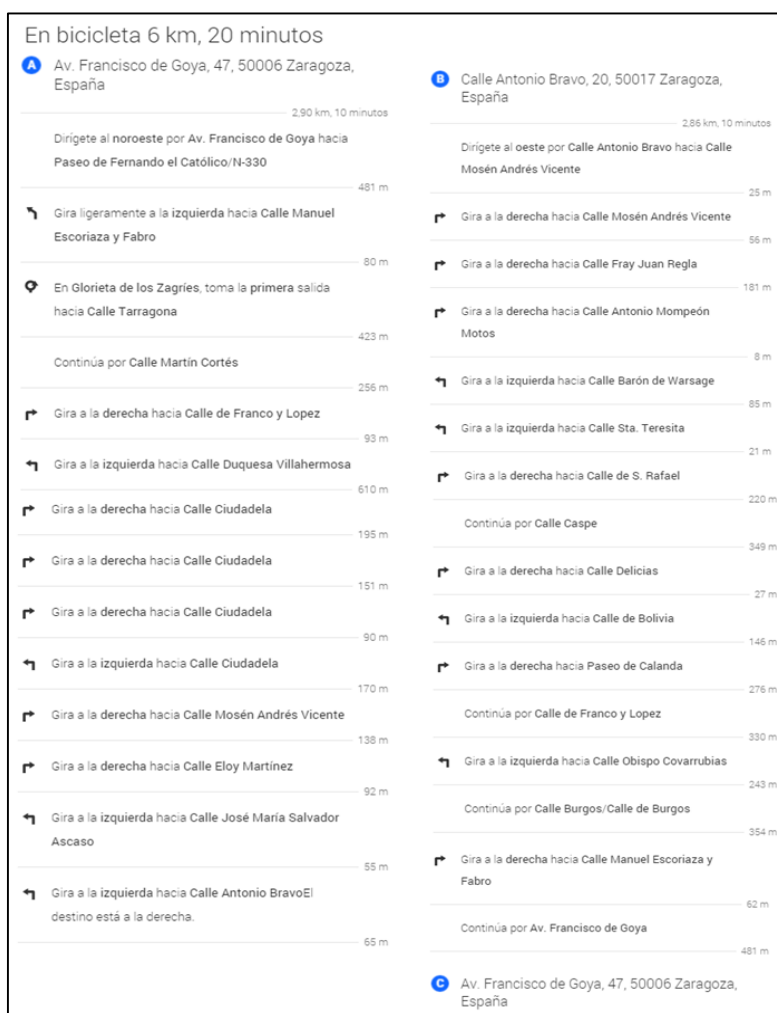 En bicicleta 6 km, 20 minutos
A
Av. Francisco de Goya, 47, 50006 Zaragoza,
España
2,90 km, 10 minutos
Dirígete al noroeste por Av. Francisco de Goya hacia
Paseo de Fernando el Católico/N-330
481 m
Gira ligeramente a la izquierda hacia Calle Manuel
Escoriaza y Fabro
80 m
En Glorieta de los Zagríes, toma la primera salida
hacia Calle Tarragona
423 m
Continúa por Calle Martín Cortés
256 m
Gira a la derecha hacia Calle de Franco y Lopez
93 m
Gira a la izquierda hacia Calle Duquesa Villahermosa
610 m
Gira a la derecha hacia Calle Ciudadela
195 m
Gira a la derecha hacia Calle Ciudadela
151 m
Gira a la derecha hacia Calle Ciudadela
90 m
Gira a la izquierda hacia Calle Ciudadela
170 m
Gira a la derecha hacia Calle Mosén Andrés Vicente
138 m
Gira a la derecha hacia Calle Eloy Martínez
92 m
Gira a la izquierda hacia Calle José María Salvador
Ascaso
55 m
Gira a la izquierda hacia Calle Antonio BravoEl
destino está a la derecha.
65 m
B
Calle Antonio Bravo, 20, 50017 Zaragoza,
España
2,86 km, 10 minutos
Dirígete al oeste por Calle Antonio Bravo hacia Calle
Mosén Andrés Vicente
25 m
Gira a la derecha hacia Calle Mosén Andrés Vicente
56 m
Gira a la derecha hacia Calle Fray Juan Regla
181 m
Gira a la derecha hacia Calle Antonio Mompeón
Motos
8 m
Gira a la izquierda hacia Calle Barón de Warsage
85 m
Gira a la izquierda hacia Calle Sta. Teresita
21 m
Gira a la derecha hacia Calle de S. Rafael
220 m
Continúa por Calle Caspe
349 m
Gira a la derecha hacia Calle Delicias
27 m
Gira a la izquierda hacia Calle de Bolivia
146 m
Gira a la derecha hacia Paseo de Calanda
276 m
Continúa por Calle de Franco y Lopez
330 m
Gira a la izquierda hacia Calle Obispo Covarrubias
243 m
Continúa por Calle Burgos/Calle de Burgos
354 m
Gira a la derecha hacia Calle Manuel Escoriaza y
Fabro
62 m
Continúa por Av. Francisco de Goya
481 m
C
Av. Francisco de Goya, 47, 50006 Zaragoza,
España